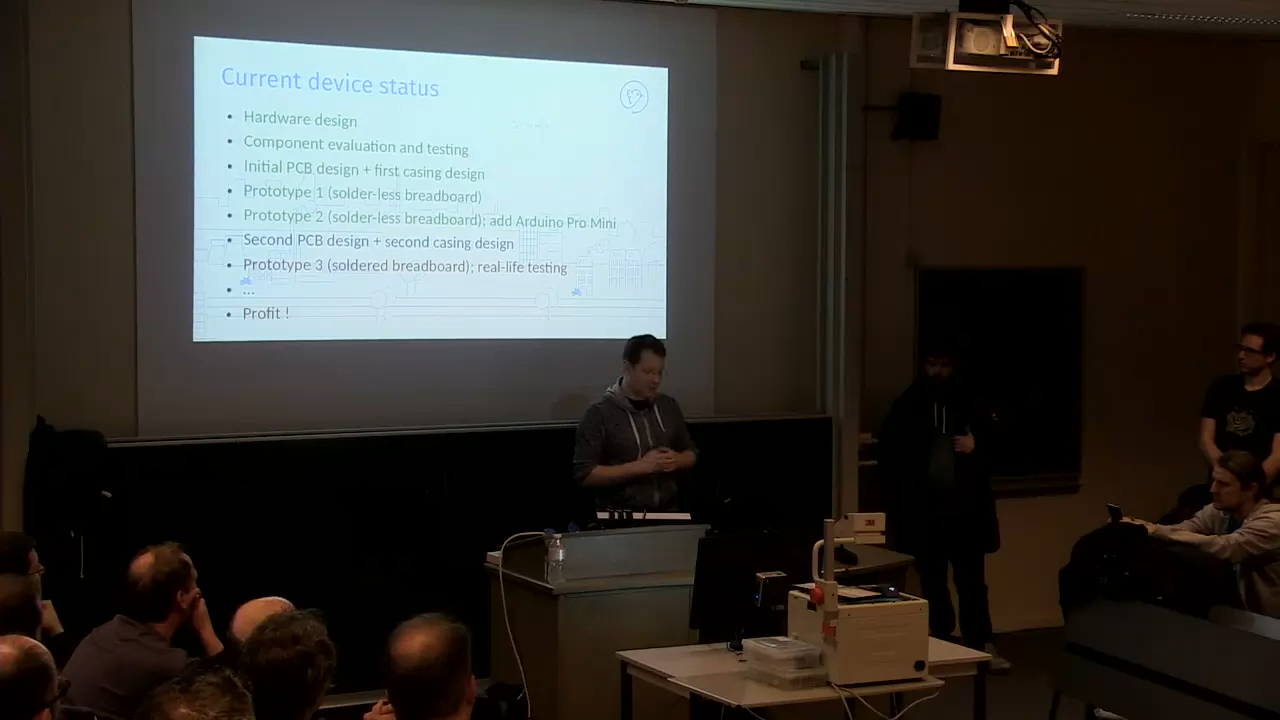 Current device status
• Hardware design
• Component evaluation and testing
• Initial PCB design + first casing design
• Prototype 1 (solder-less breadboard)
• Prototype 2 (solder-less breadboard); add Arduino Pro Mini
• Second PCB design + second casing design
• Prototype 3 (soldered breadboard); real-life testing
• ...
• Profit !